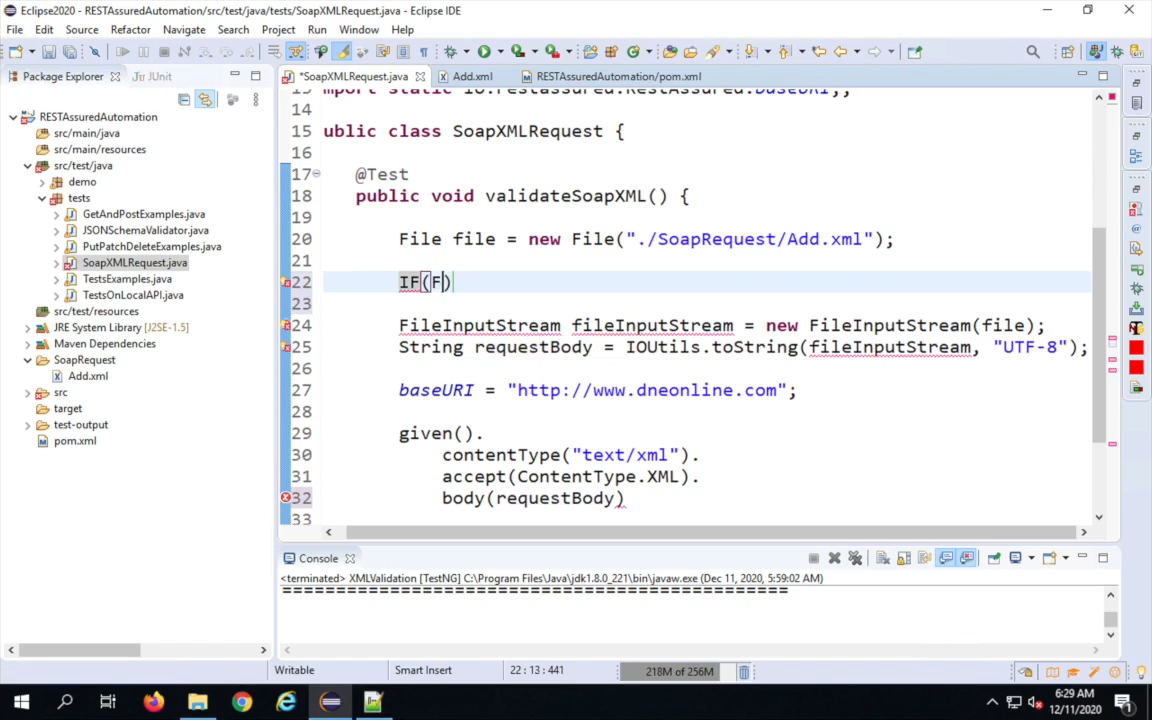 Eclipse2020 - RESTAssuredAutomation/src/test/java/tests/SoapXMLRequest.java - Eclipse IDE
File Edit Source Refactor Navigate Search Project Run Window Help
Package Explorer JUnit
*SoapXMLRequest.java Add.xml RESTAssuredAutomation/pom.xml
RESTAssuredAutomation
src/main/java
src/main/resources
src/test/java
demo
tests
GetAndPostExamples.java
JSONSchemaValidator.java
PutPatchDeleteExamples.java
SoapXMLRequest.java
TestsExamples.java
TestsOnLocalAPI.java
src/test/resources
JRE System Library [J2SE-1.5]
Maven Dependencies
SoapRequest
Add.xml
src
target
test-output
pom.xml
13 mport static io.restassured.RestAssured.baseURI;;
14
15 ublic class SoapXMLRequest {
16
17 @Test
18 public void validateSoapXML() {
19
20 File file = new File("./SoapRequest/Add.xml");
21
22 IF(F)
23
24 FileInputStream fileInputStream = new FileInputStream(file);
25 String requestBody = IOUtils.toString(fileInputStream, "UTF-8");
26
27 baseURI = "http://www.dneonline.com";
28
29 given().
30 contentType("text/xml").
31 accept(ContentType.XML).
32 body(requestBody)
33
Console
<terminated> XMLValidation [TestNG] C:\Program Files\Java\jdk1.8.0_221\bin\javaw.exe (Dec 11, 2020, 5:59:02 AM)
===============================================
Writable Smart Insert 22 : 13 : 441 218M of 256M
6:29 AM
12/11/2020
1